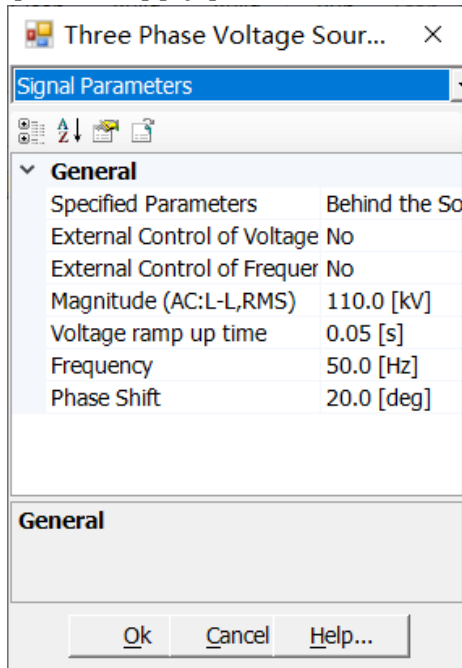 Three Phase Voltage Sour...
Signal Parameters
General
Specified Parameters Behind the So
External Control of Voltage No
External Control of Frequer No
Magnitude (AC:L-L,RMS) 110.0 [kV]
Voltage ramp up time 0.05 [s]
Frequency 50.0 [Hz]
Phase Shift 20.0 [deg]
General
Ok Cancel Help...